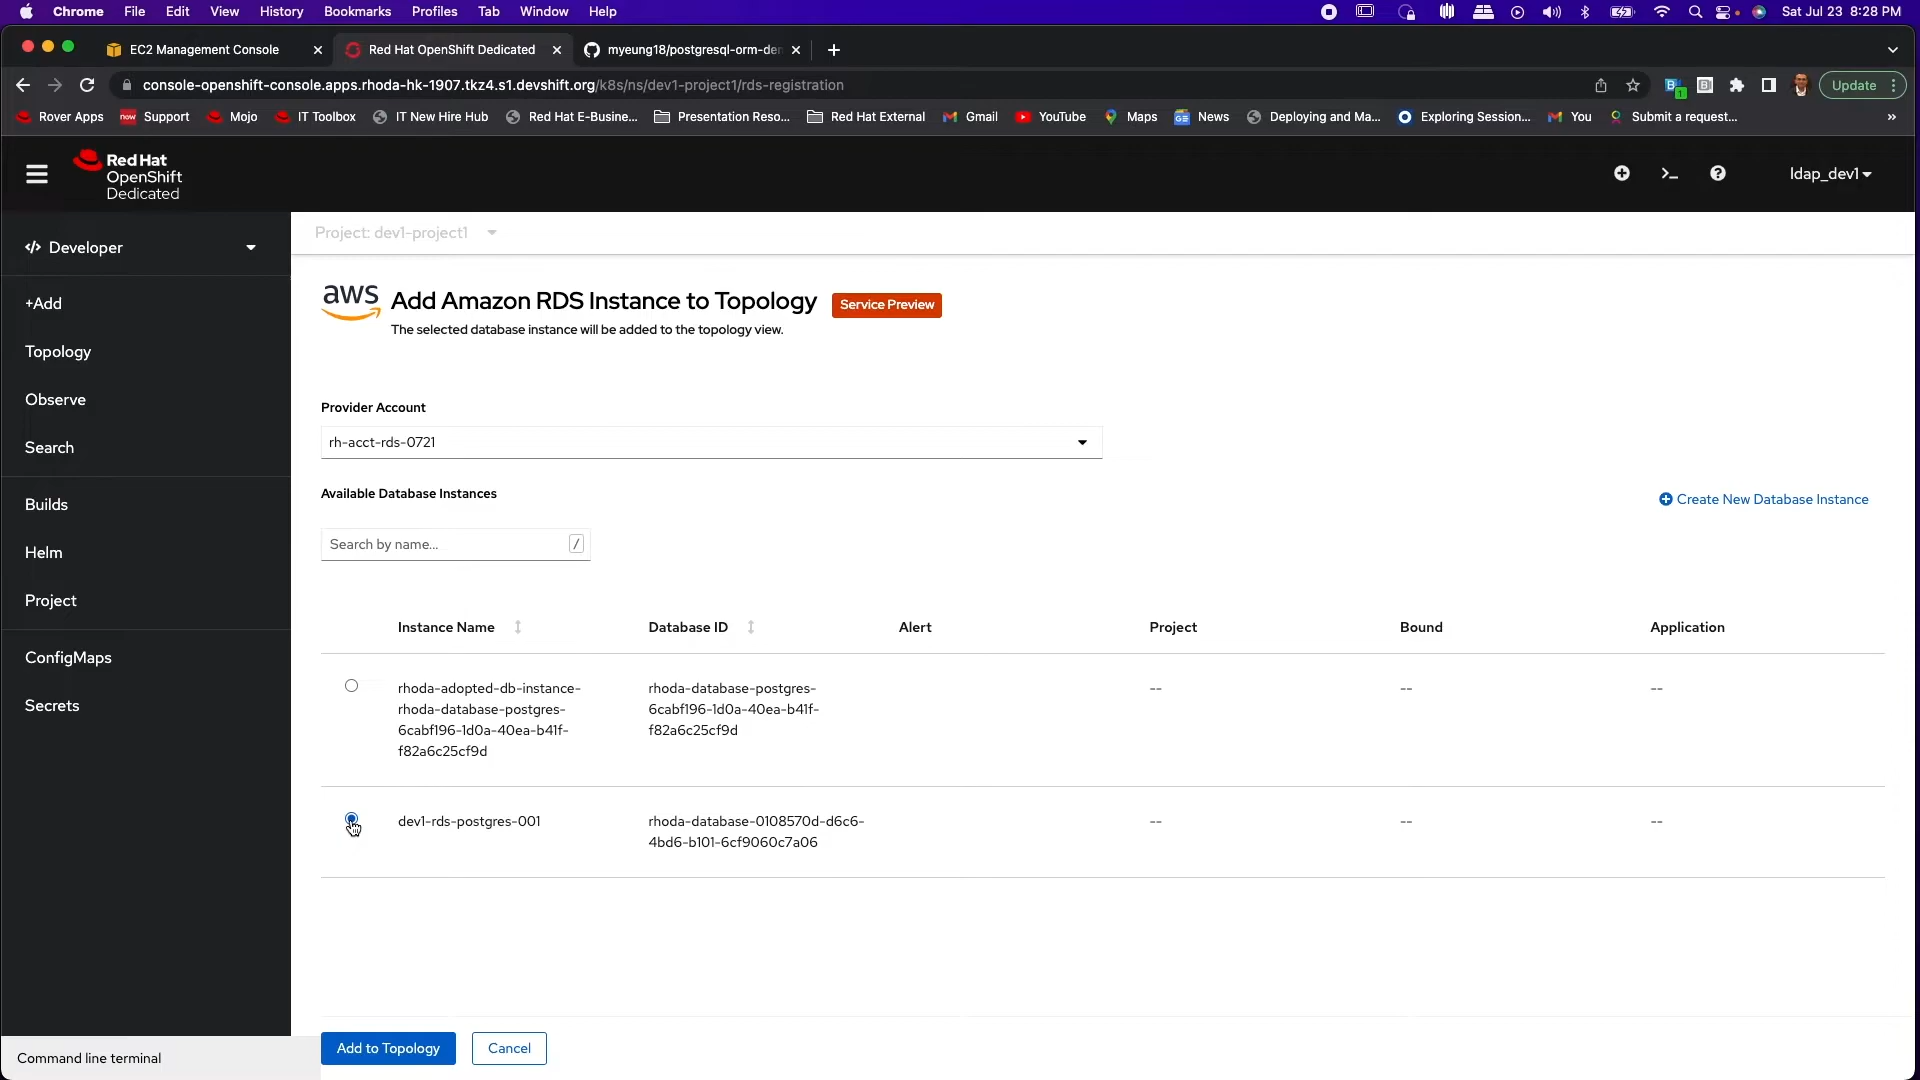 Chrome File Edit View History Bookmarks Profiles Tab Window Help Sat Jul 23 8:28 PM
EC2 Management Console Red Hat OpenShift Dedicated myeung18/postgresql-orm-de
console-openshift-console.apps.rhoda-hk-1907.tkz4.s1.devshift.org/k8s/ns/dev1-project1/rds-registration Update
Rover Apps now Support Mojo IT Toolbox IT New Hire Hub Red Hat E-Busine... Presentation Reso... Red Hat External Gmail YouTube Maps News Deploying and Ma... Exploring Session... You Submit a request... »
Red Hat
OpenShift
Dedicated
ldap_dev1
Developer
Project: dev1-project1
+Add
Topology
Observe
Search
Builds
Helm
Project
ConfigMaps
Secrets
aws
Add Amazon RDS Instance to Topology Service Preview
The selected database instance will be added to the topology view.
Provider Account
rh-acct-rds-0721
Available Database Instances
Create New Database Instance
Search by name... /
Instance Name Database ID Alert Project Bound Application
rhoda-adopted-db-instance-
rhoda-database-postgres-
6cabf196-1d0a-40ea-b41f-
f82a6c25cf9d
rhoda-database-postgres-
6cabf196-1d0a-40ea-b41f-
f82a6c25cf9d
-- -- --
dev1-rds-postgres-001
rhoda-database-0108570d-d6c6-
4bd6-b101-6cf9060c7a06
-- -- --
Add to Topology Cancel
Command line terminal